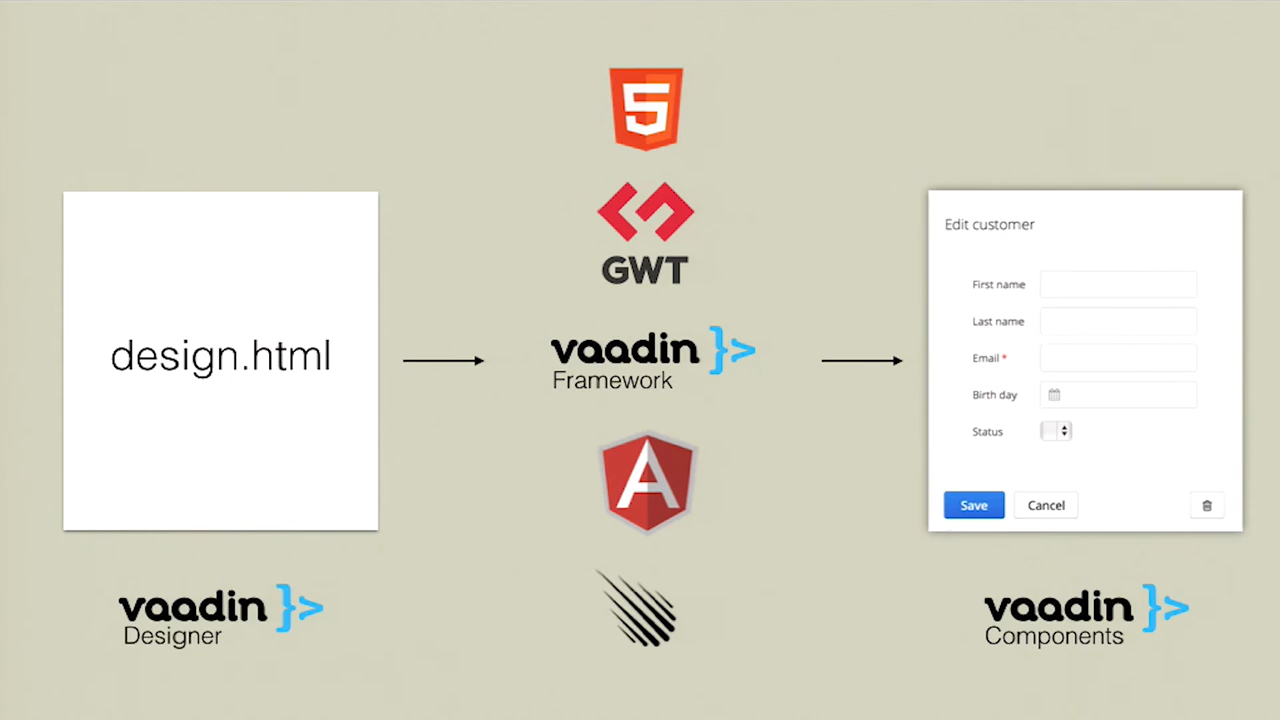 5
GWT
design.html
vaadin }>
Framework
A
vaadin }>
Designer
Edit customer
First name
Last name
Email *
Birth day
Status
Save
Cancel
vaadin }>
Components